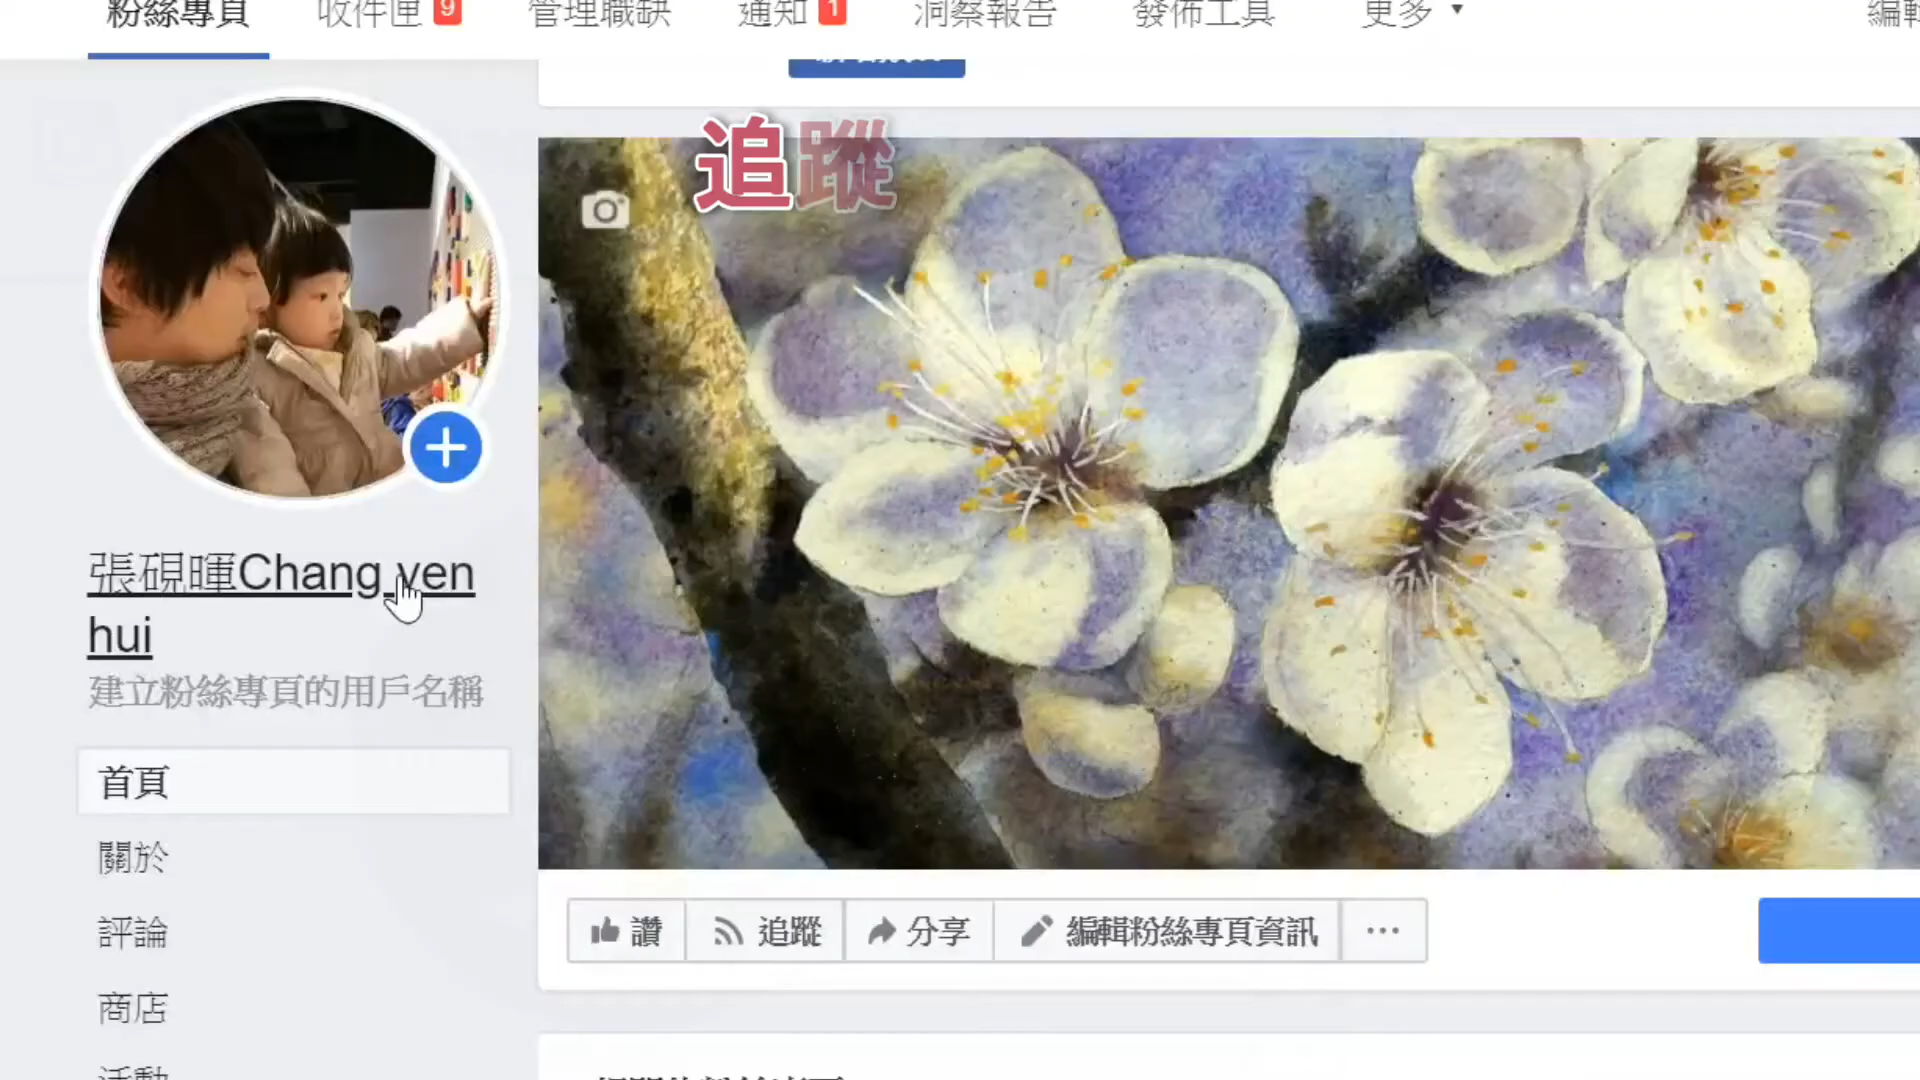 粉絲專頁 收件匣 9 管理職缺 通知 1 洞察報告 發佈工具 更多
追蹤
張硯暉Chang yen
hui
建立粉絲專頁的用戶名稱
首頁
關於
評論
商店
活動
讚 追蹤 分享 編輯粉絲專頁資訊 ...